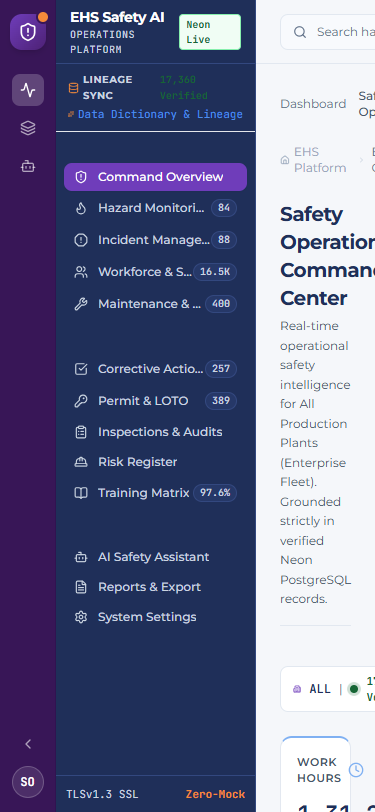 EHS Safety AI
OPERATIONS
PLATFORM
Neon
Live
LINEAGE
SYNC
17,360
Verified
Data Dictionary & Lineage
Command Overview
Hazard Monitori... 84
Incident Manage... 88
Workforce & S... 16.5K
Maintenance & ... 400
Corrective Actio... 257
Permit & LOTO 389
Inspections & Audits
Risk Register
Training Matrix 97.6%
AI Safety Assistant
Reports & Export
System Settings
SO
TLSv1.3 SSL Zero-Mock
Search ha
Dashboard
EHS
Platform
Safety
Operation
Comman
Center
Real-time
operational
safety
intelligence
for All
Production
Plants
(Enterprise
Fleet).
Grounded
strictly in
verified
Neon
PostgreSQL
records.
ALL |
WORK
HOURS